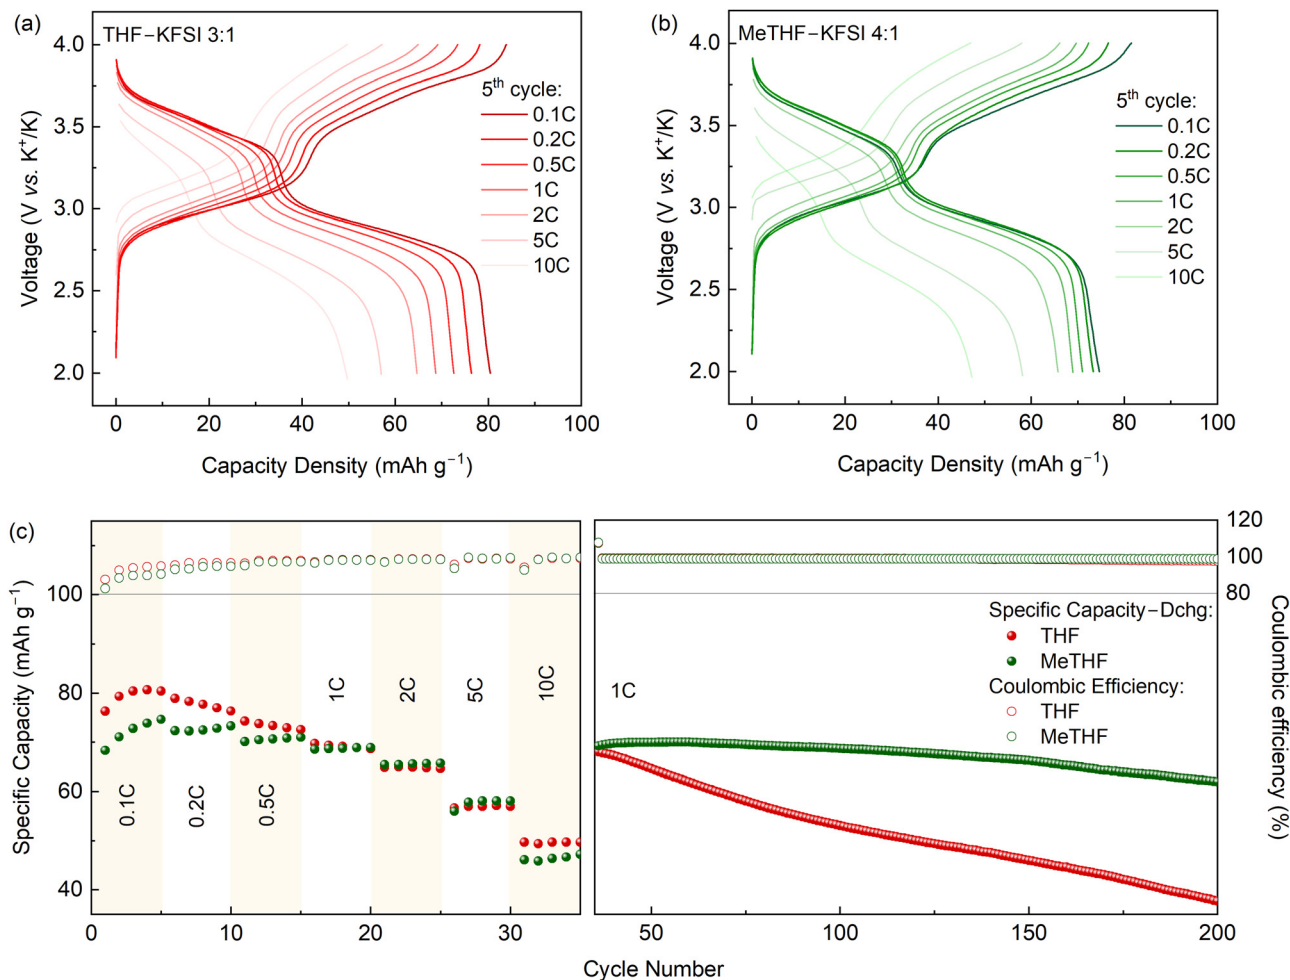 (a)
THF–KFSI 3:1
4.0
3.5
3.0
2.5
2.0
Voltage (V vs. K⁺/K)
5th cycle:
0.1C
0.2C
0.5C
1C
2C
5C
10C
0 20 40 60 80 100
Capacity Density (mAh g⁻¹)
(b)
MeTHF–KFSI 4:1
4.0
3.5
3.0
2.5
2.0
Voltage (V vs. K⁺/K)
5th cycle:
0.1C
0.2C
0.5C
1C
2C
5C
10C
0 20 40 60 80 100
Capacity Density (mAh g⁻¹)
(c)
Specific Capacity (mAh g⁻¹)
100
80
60
40
0.1C
0.2C
0.5C
1C
2C
5C
10C
0 10 20 30
1C
Specific Capacity–Dchg:
THF
MeTHF
Coulombic Efficiency:
THF
MeTHF
120
100
80
Coulombic efficiency (%)
50 100 150 200
Cycle Number